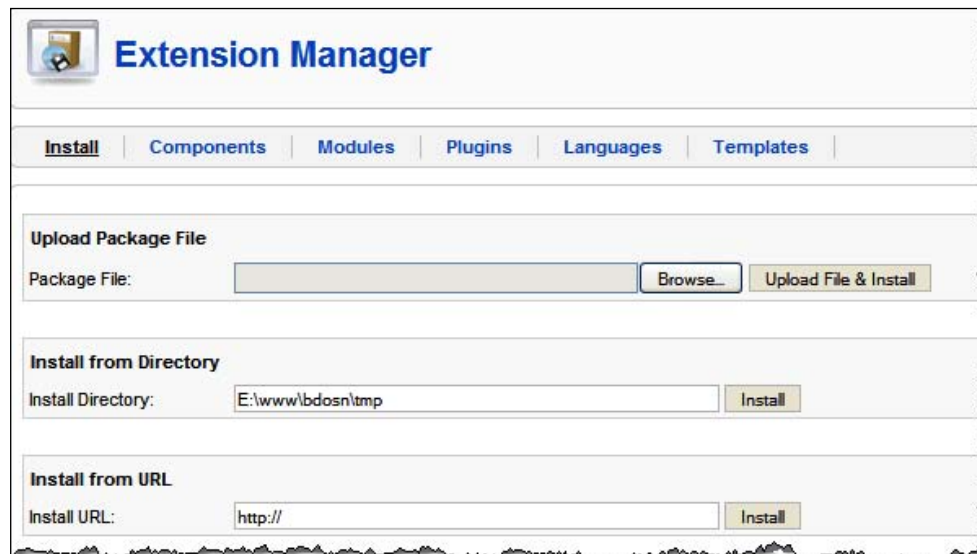 Extension Manager
Install Components Modules Plugins Languages Templates
Upload Package File
Package File: Browse... Upload File & Install
Install from Directory
Install Directory: E:\www\bdosn\tmp Install
Install from URL
Install URL: http:// Install